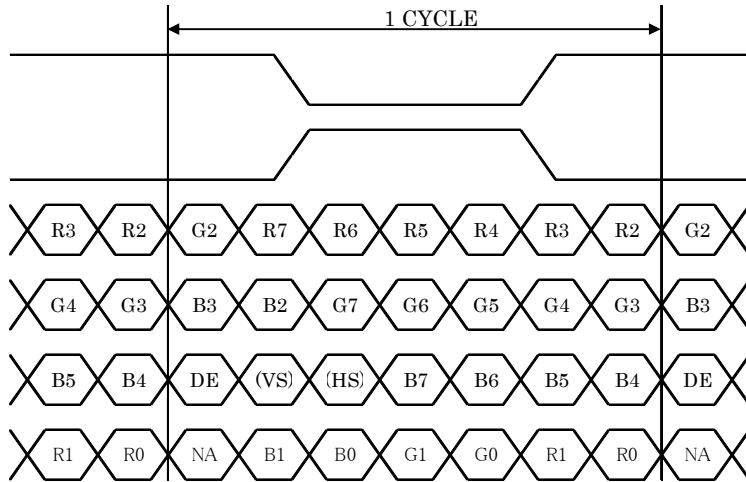 1 CYCLE
R3 R2 G2 R7 R6 R5 R4 R3 R2 G2
G4 G3 B3 B2 G7 G6 G5 G4 G3 B3
B5 B4 DE (VS) (HS) B7 B6 B5 B4 DE
R1 R0 NA B1 B0 G1 G0 R1 R0 NA